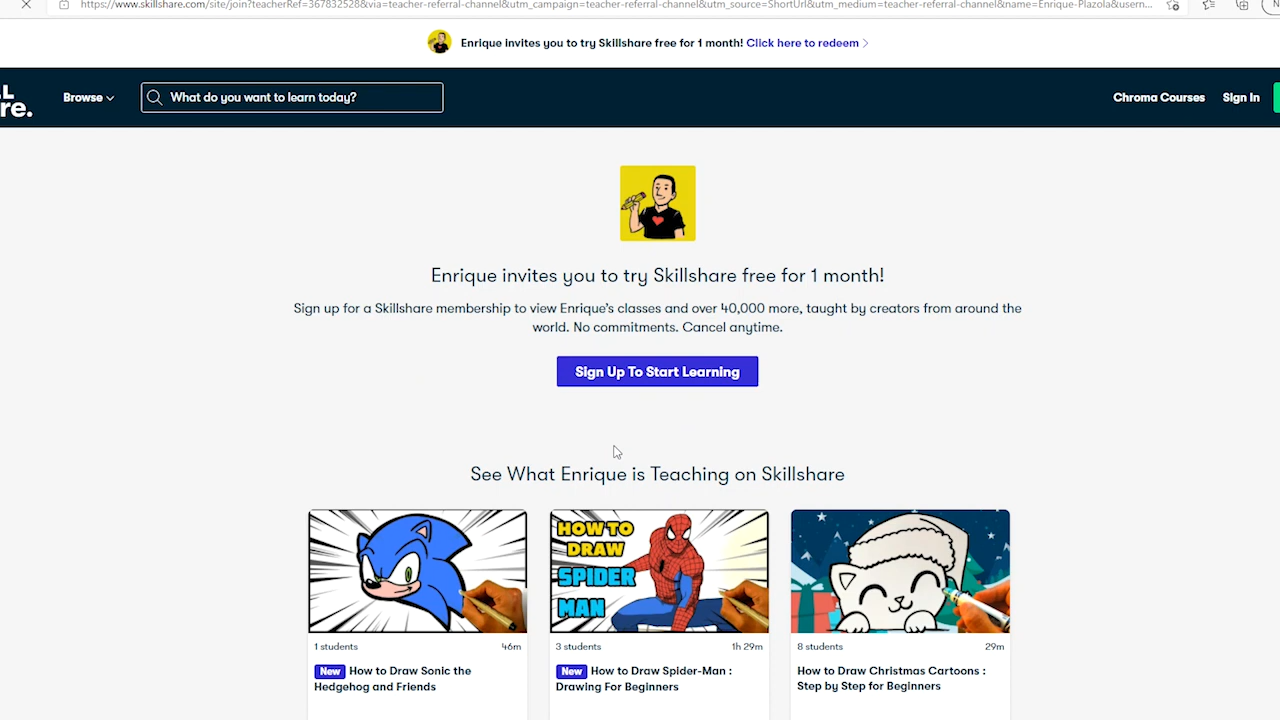 https://www.skillshare.com/site/join?teacherRef=367832528&via=teacher-referral-channel&utm_campaign=teacher-referral-channel&utm_source=ShortUrl&utm_medium=teacher-referral-channel&name=Enrique-Plazola&usern...
Enrique invites you to try Skillshare free for 1 month! Click here to redeem
LL
re.
Browse
What do you want to learn today?
Chroma Courses
Sign In
Enrique invites you to try Skillshare free for 1 month!
Sign up for a Skillshare membership to view Enrique's classes and over 40,000 more, taught by creators from around the
world. No commitments. Cancel anytime.
Sign Up To Start Learning
See What Enrique is Teaching on Skillshare
HOW TO
DRAW
SPIDER
MAN
1 students
46m
New How to Draw Sonic the
Hedgehog and Friends
3 students
1h 29m
New How to Draw Spider-Man :
Drawing For Beginners
8 students
29m
How to Draw Christmas Cartoons :
Step by Step for Beginners